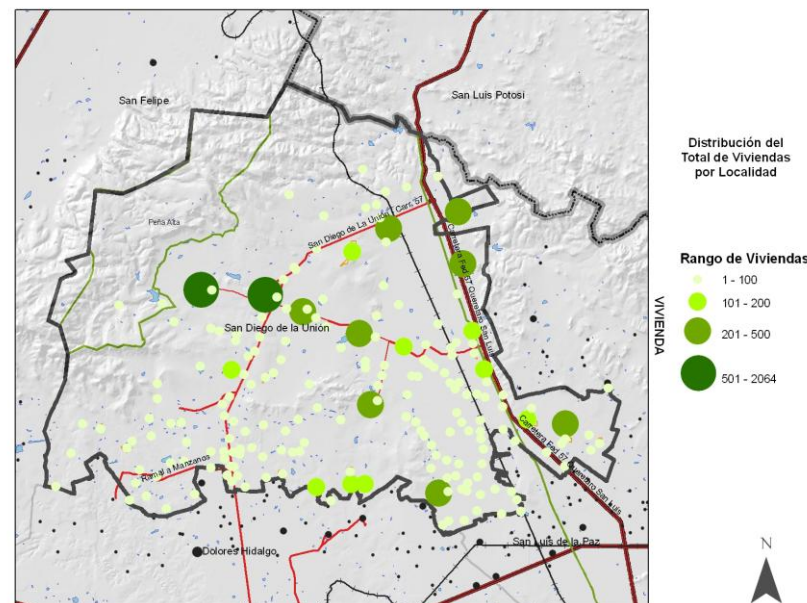 San Felipe
San Luis Potosí
Peña Alta
San Diego de La Unión / Carr. 57
Carretera Fed 57 Querétaro San Luis
San Diego de la Unión
Ramal a Manzanos
Carretera Fed 57 Querétaro San Luis
Dolores Hidalgo
San Luis de la Paz
Distribución del
Total de Viviendas
por Localidad
Rango de Viviendas
1 - 100
101 - 200
201 - 500
501 - 2064
VIVIENDA
N